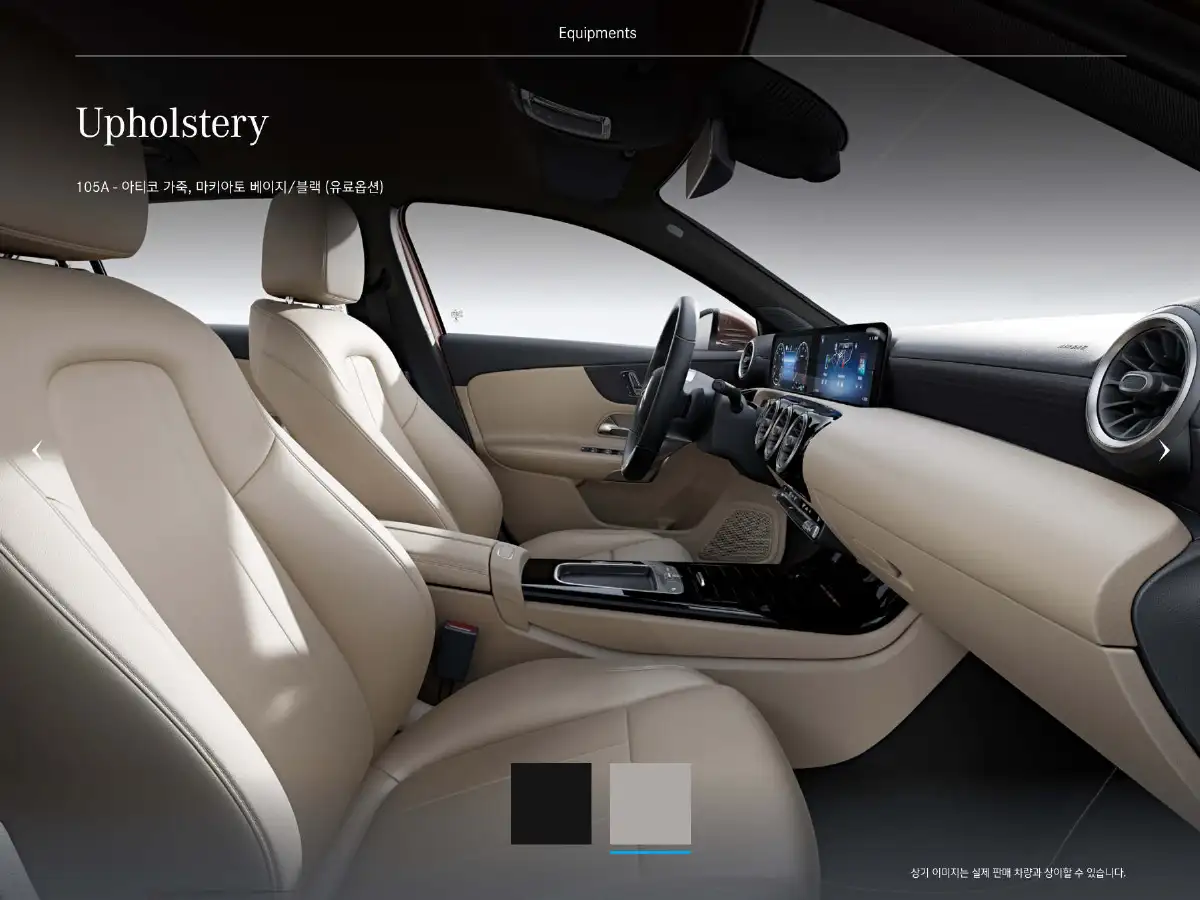 Equipments
Upholstery
105A - 아티코 가죽, 마키아토 베이지/블랙 (유료옵션)
상기 이미지는 실제 판매 차량과 상이할 수 있습니다.